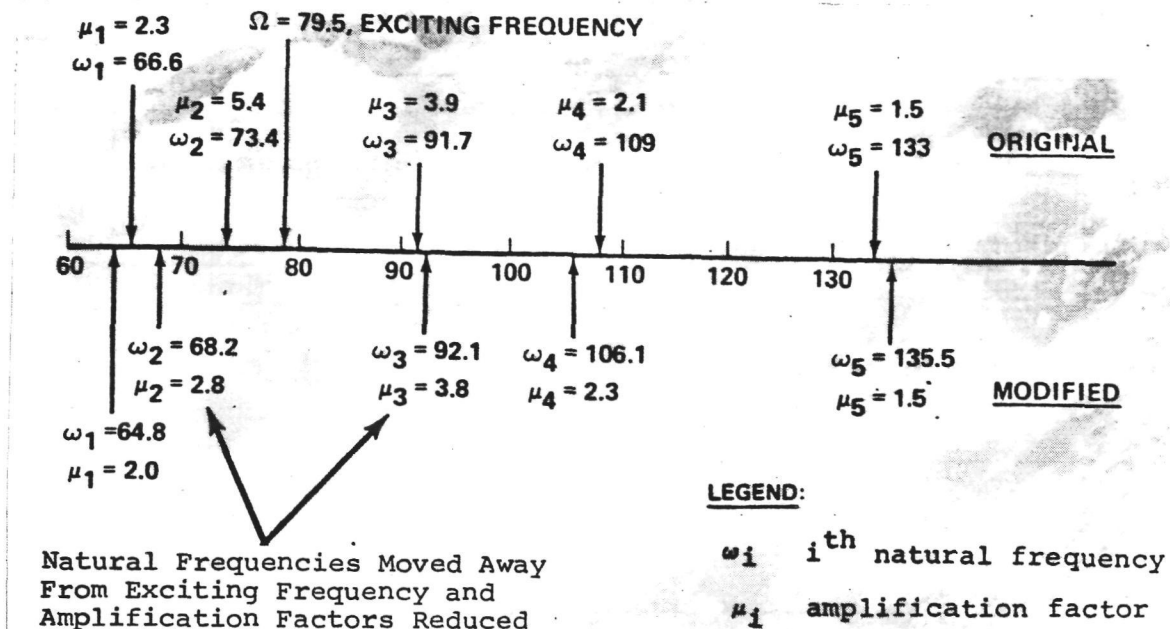 Ω = 79.5, EXCITING FREQUENCY
μ1 = 2.3
ω1 = 66.6
μ2 = 5.4
ω2 = 73.4
μ3 = 3.9
ω3 = 91.7
μ4 = 2.1
ω4 = 109
μ5 = 1.5
ω5 = 133
ORIGINAL
60 70 80 90 100 110 120 130
ω2 = 68.2
μ2 = 2.8
ω3 = 92.1
μ3 = 3.8
ω4 = 106.1
μ4 = 2.3
ω5 = 135.5
μ5 = 1.5
MODIFIED
ω1 =64.8
μ1 = 2.0
Natural Frequencies Moved Away
From Exciting Frequency and
Amplification Factors Reduced
LEGEND:
ωi ith natural frequency
μi amplification factor